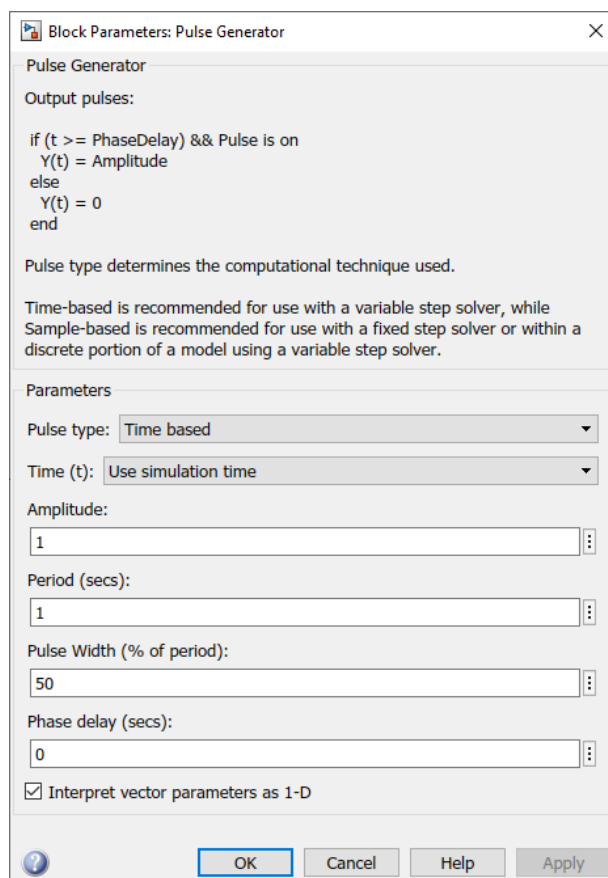 Block Parameters: Pulse Generator
Pulse Generator
Output pulses:
if (t >= PhaseDelay) && Pulse is on
Y(t) = Amplitude
else
Y(t) = 0
end
Pulse type determines the computational technique used.
Time-based is recommended for use with a variable step solver, while
Sample-based is recommended for use with a fixed step solver or within a
discrete portion of a model using a variable step solver.
Parameters
Pulse type: Time based
Time (t): Use simulation time
Amplitude:
1
Period (secs):
1
Pulse Width (% of period):
50
Phase delay (secs):
0
Interpret vector parameters as 1-D
OK Cancel Help Apply